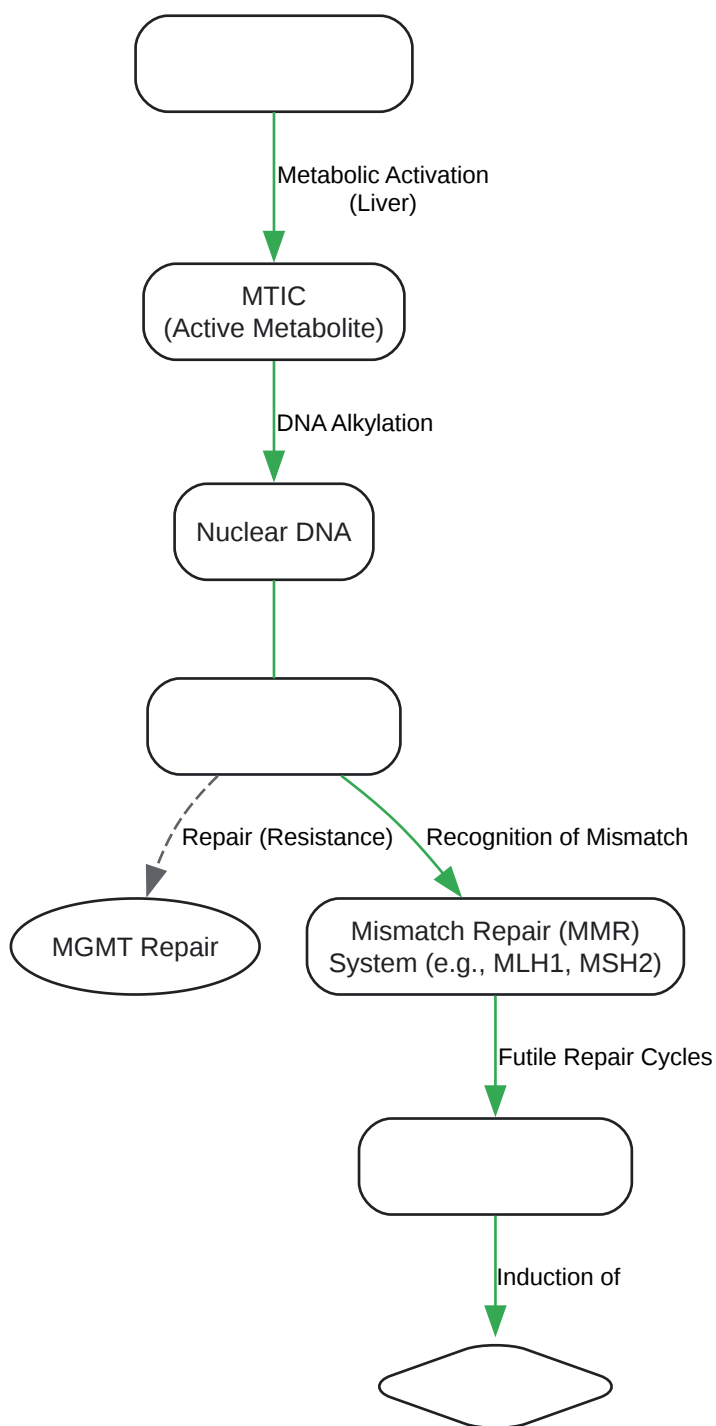 Metabolic Activation
(Liver)
MTIC
(Active Metabolite)
DNA Alkylation
Nuclear DNA
Repair (Resistance)
Recognition of Mismatch
MGMT Repair
Mismatch Repair (MMR)
System (e.g., MLH1, MSH2)
Futile Repair Cycles
Induction of